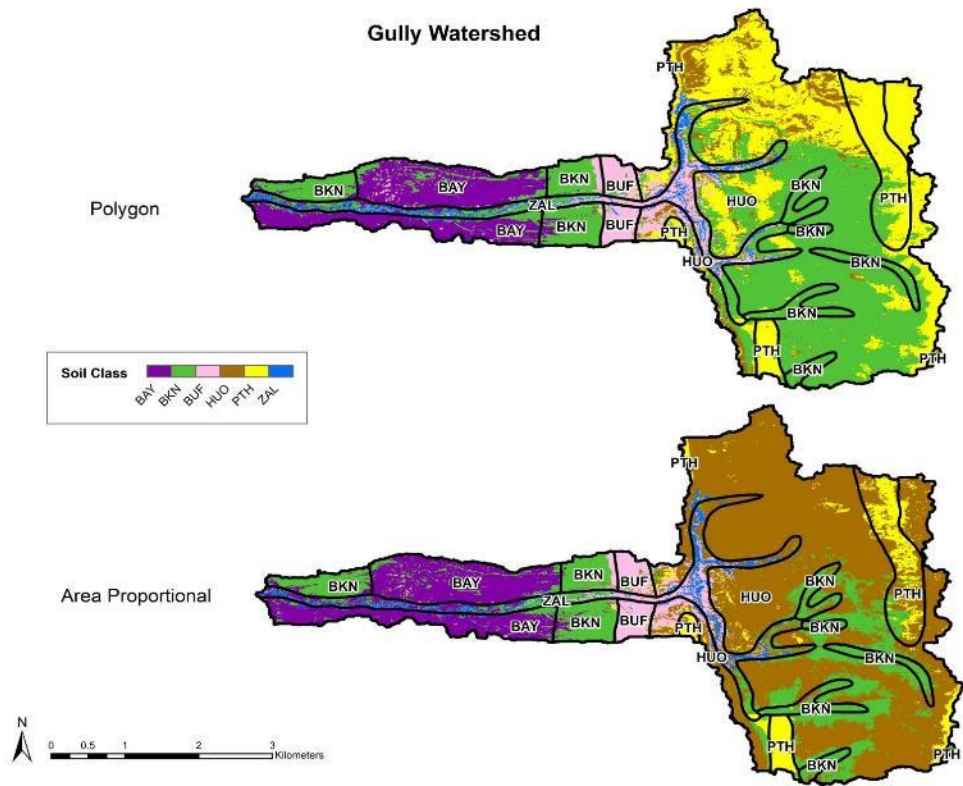 Gully Watershed
Polygon
PTH
BKN
BAY
BKN
BUF
HUO
BKN
PTH
ZAL
BAY
BKN
BUF
PTH
BKN
HUO
BKN
BKN
PTH
PTH
BKN
Soil Class
BAY
BKN
BUF
HUO
PTH
ZAL
Area Proportional
PTH
BKN
BAY
BKN
BUF
HUO
BKN
PTH
ZAL
BAY
BKN
BUF
PTH
BKN
HUO
BKN
BKN
PTH
PTH
BKN
N
0 0.5 1 2 3
Kilometers